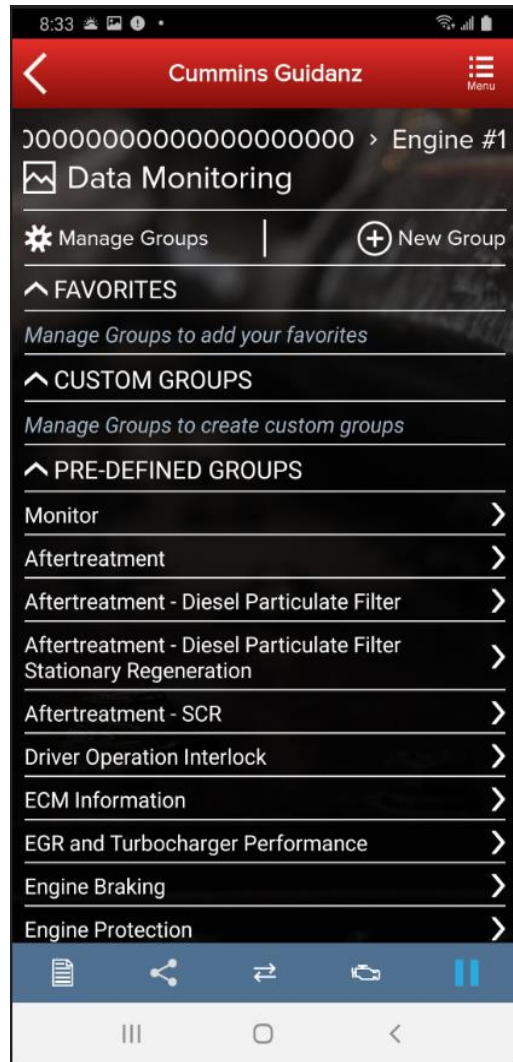 8:33
Cummins Guidanz
Menu
00000000000000000000000 › Engine #1
Data Monitoring
Manage Groups
New Group
FAVORITES
Manage Groups to add your favorites
CUSTOM GROUPS
Manage Groups to create custom groups
PRE-DEFINED GROUPS
Monitor
Aftertreatment
Aftertreatment - Diesel Particulate Filter
Aftertreatment - Diesel Particulate Filter
Stationary Regeneration
Aftertreatment - SCR
Driver Operation Interlock
ECM Information
EGR and Turbocharger Performance
Engine Braking
Engine Protection